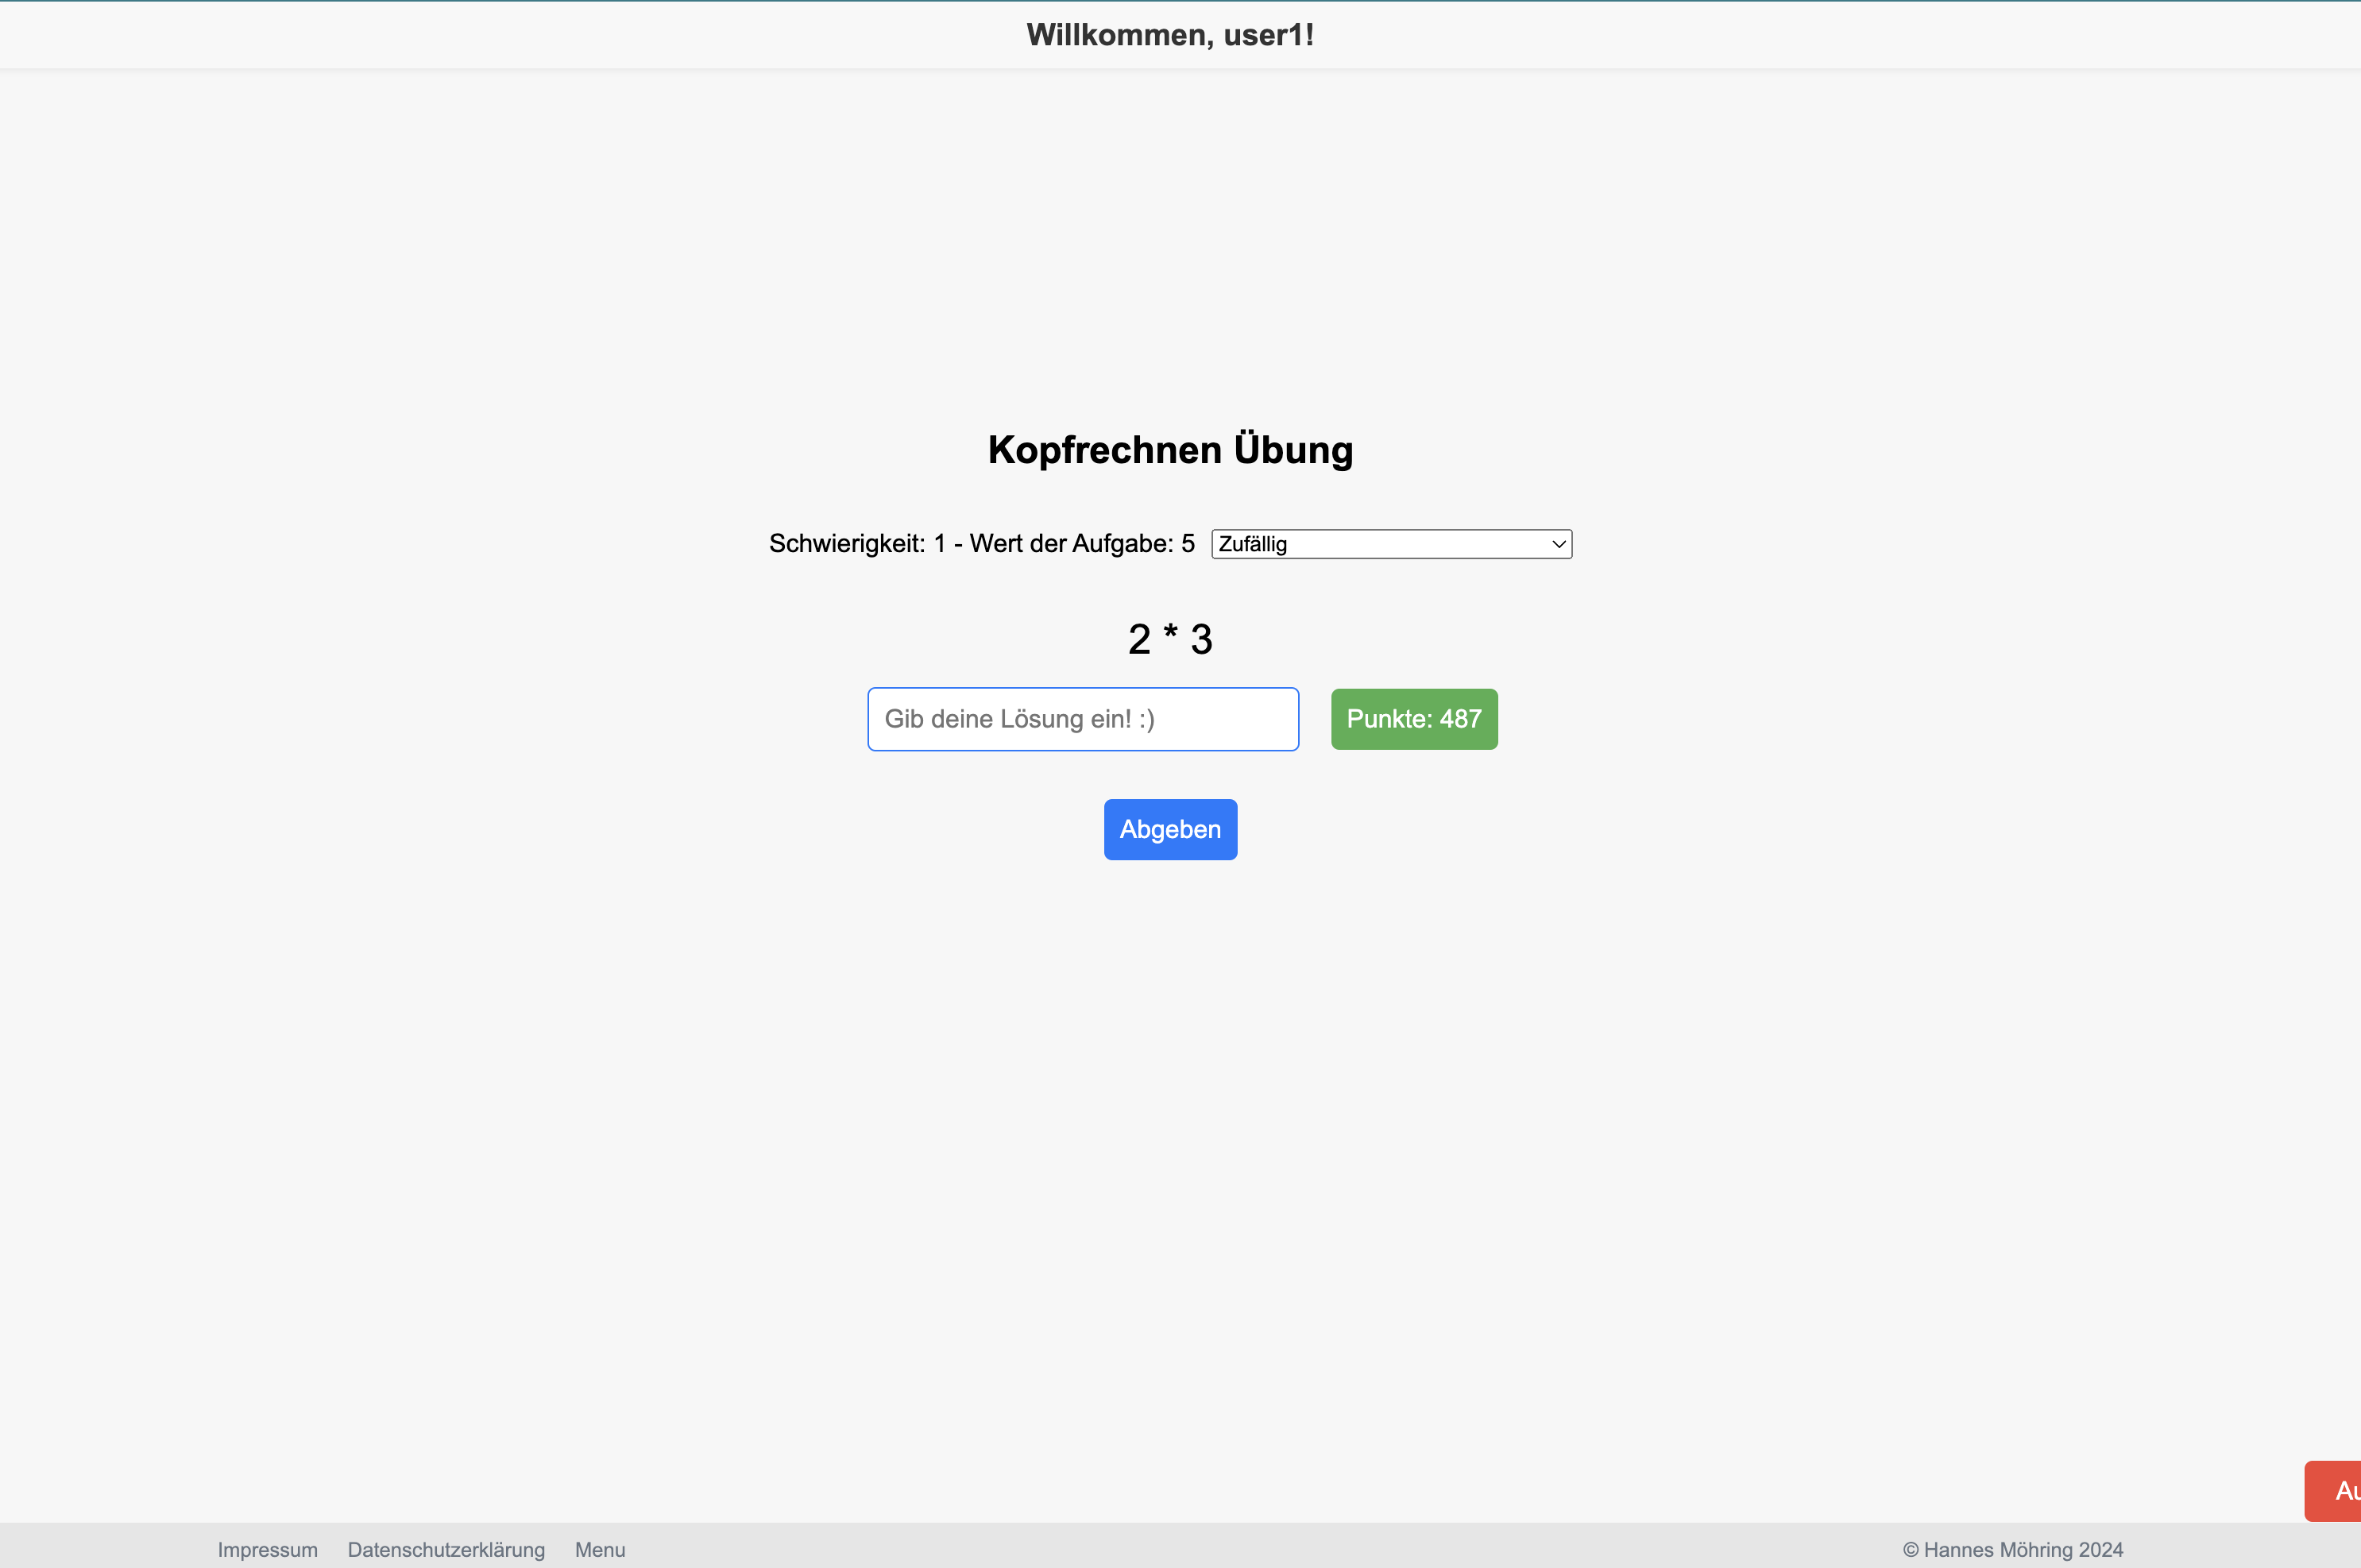 Willkommen, user1!
Kopfrechnen Übung
Schwierigkeit: 1 - Wert der Aufgabe: 5 Zufällig
2 * 3
Gib deine Lösung ein! :) Punkte: 487
Abgeben
Impressum Datenschutzerklärung Menu © Hannes Möhring 2024